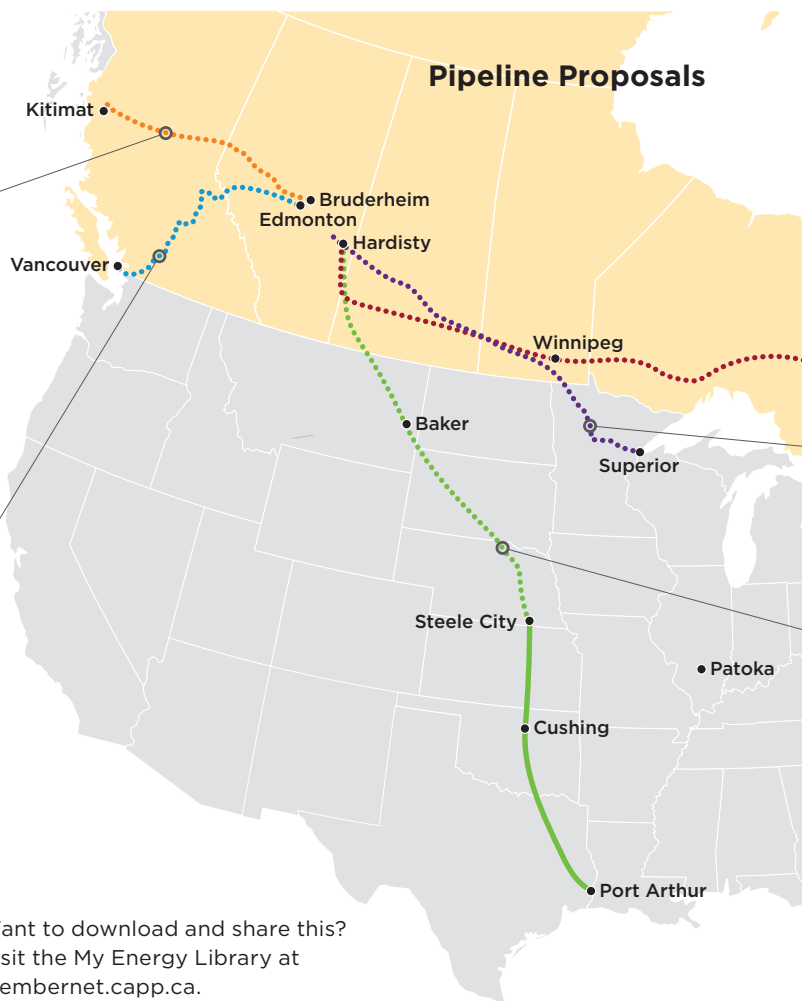 Pipeline Proposals
Kitimat
Bruderheim
Edmonton
Hardisty
Vancouver
Winnipeg
Baker
Superior
Steele City
Patoka
Cushing
Port Arthur
ant to download and share this?
sit the My Energy Library at
embernet.capp.ca.